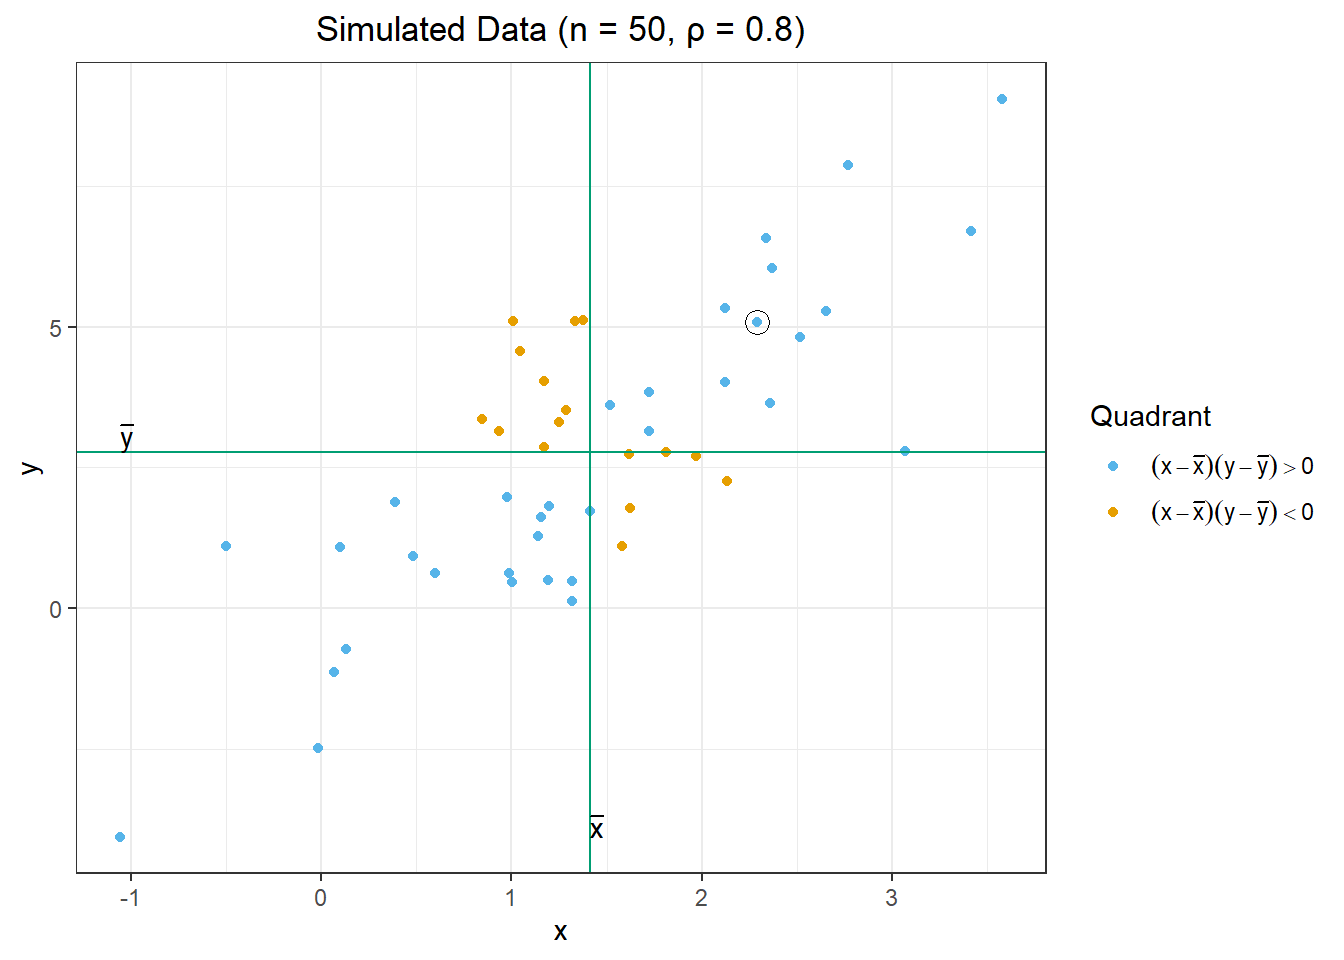 Simulated Data (n = 50, ρ = 0.8)
5
0
y
y̅
x̅
-1 0 1 2 3
x
Quadrant
(x − x̅)(y − y̅) > 0
(x − x̅)(y − y̅) < 0